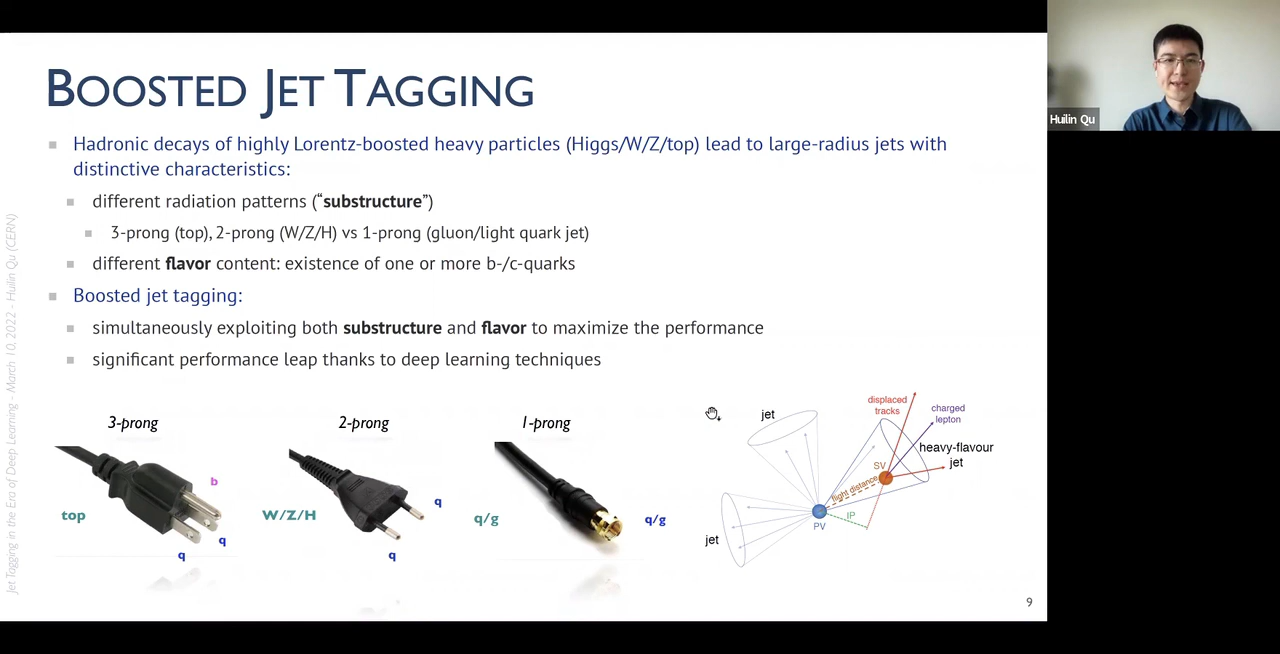 BOOSTED JET TAGGING
Hadronic decays of highly Lorentz-boosted heavy particles (Higgs/W/Z/top) lead to large-radius jets with
distinctive characteristics:
different radiation patterns (“substructure”)
3-prong (top), 2-prong (W/Z/H) vs 1-prong (gluon/light quark jet)
different flavor content: existence of one or more b-/c-quarks
Boosted jet tagging:
simultaneously exploiting both substructure and flavor to maximize the performance
significant performance leap thanks to deep learning techniques
3-prong
top
b
q
q
2-prong
W/Z/H
q
q
1-prong
q/g
q/g
jet
displaced
tracks
charged
lepton
heavy-flavour
jet
SV
flight distance
PV
IP
jet
9
Jet Tagging in the Era of Deep Learning - March 10, 2022 - Huilin Qu (CERN)
Huilin Qu